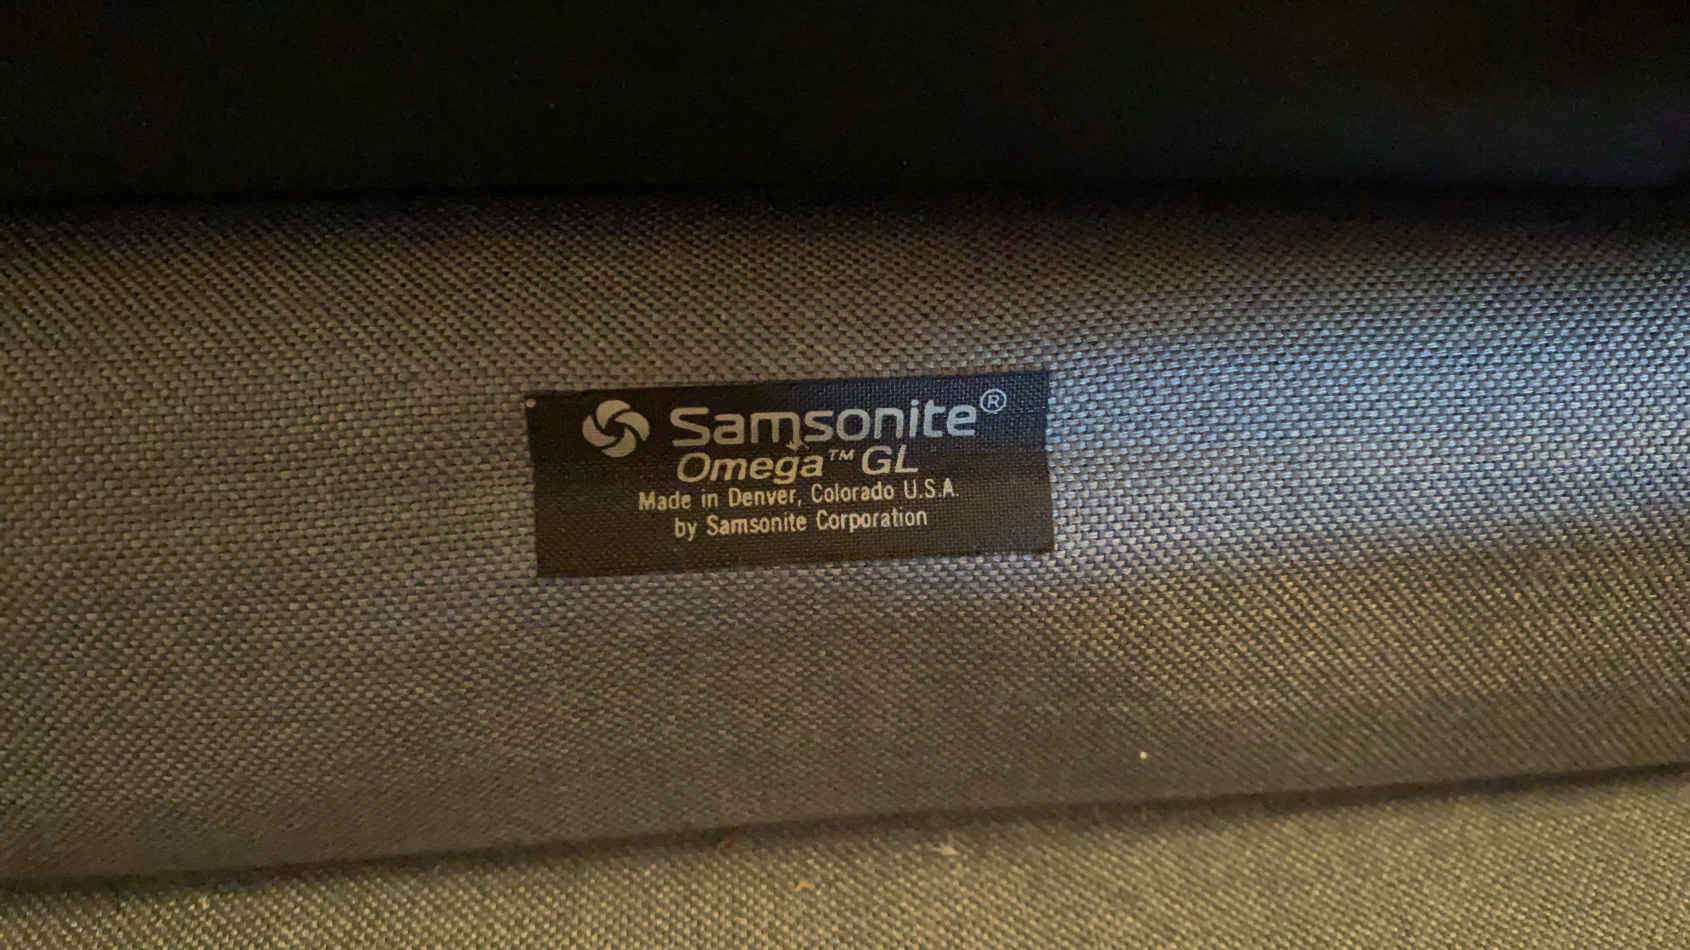 Samsonite®
Omega™ GL
Made in Denver, Colorado U.S.A.
by Samsonite Corporation